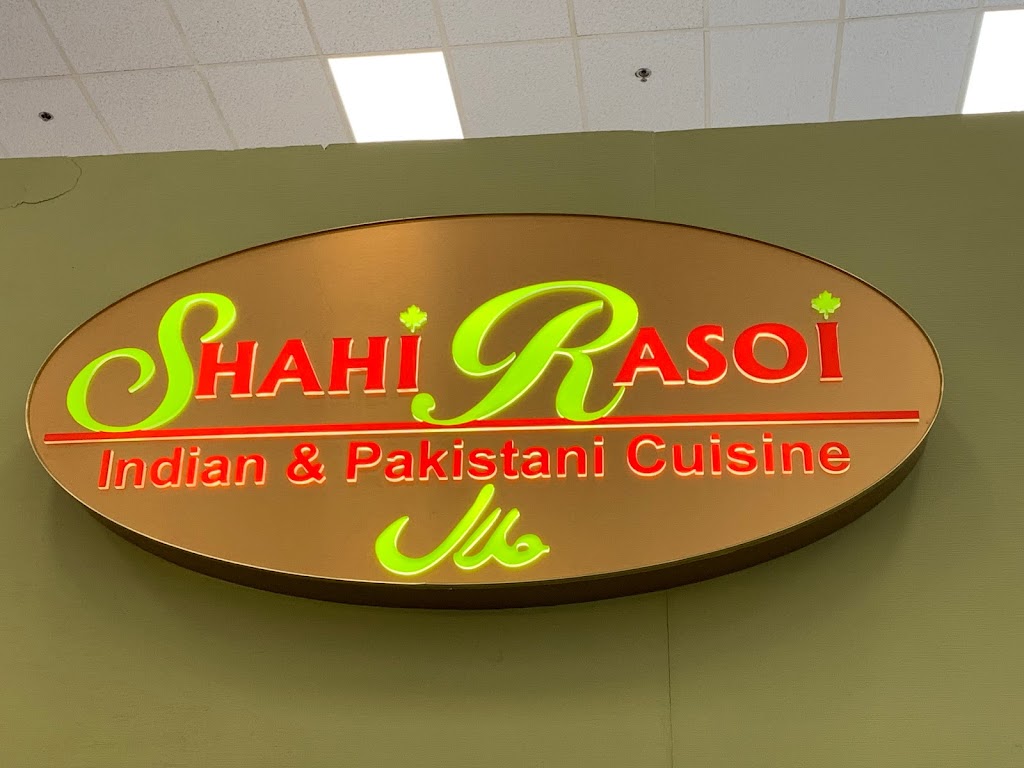 SHAHI RASOI
Indian & Pakistani Cuisine
حلال